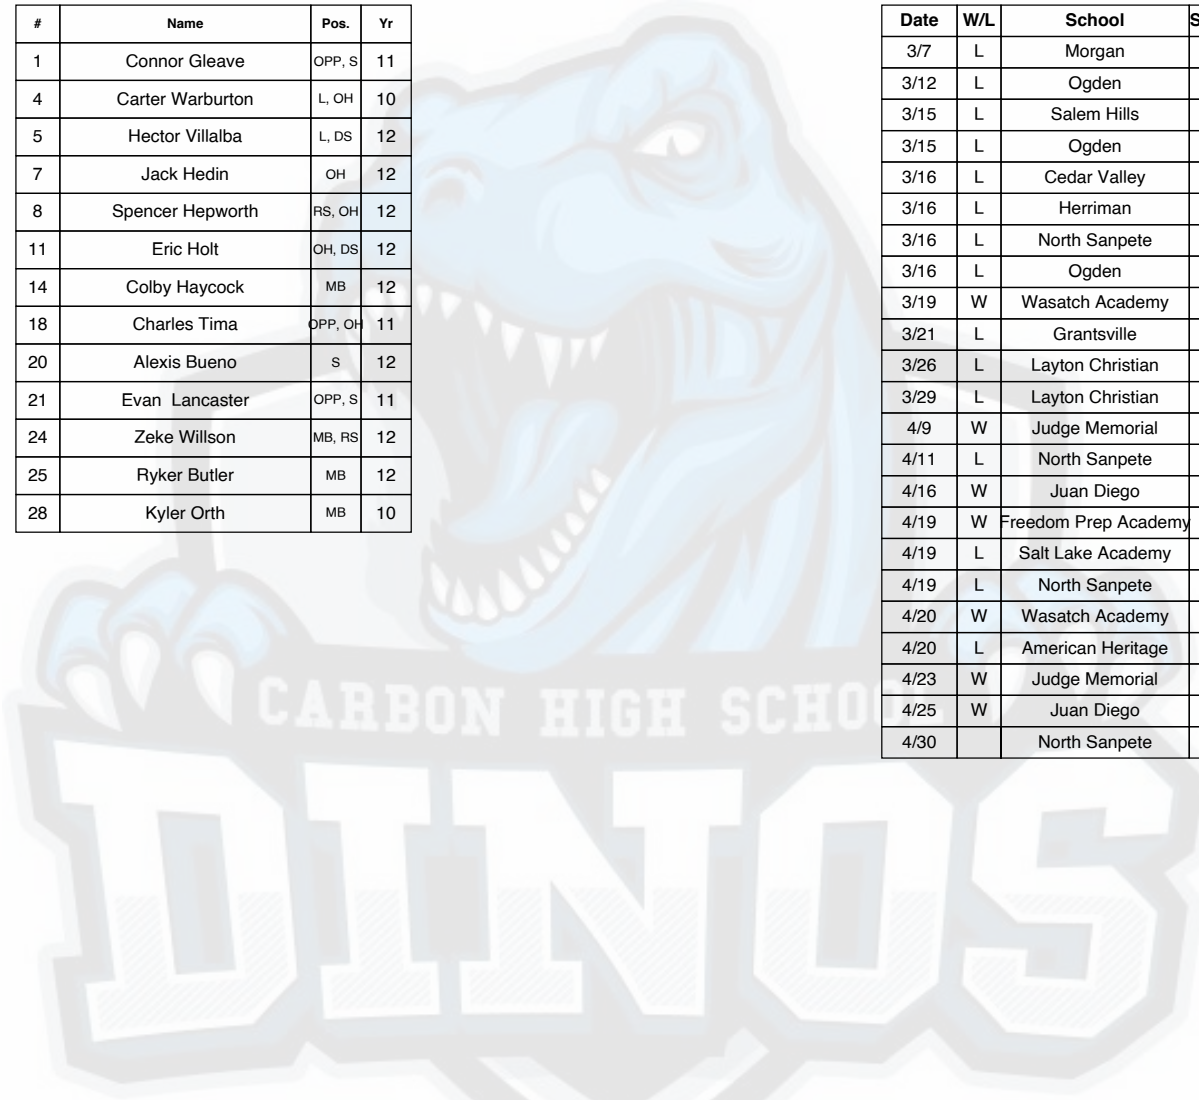 # Name Pos. Yr
1 Connor Gleave OPP, S 11
4 Carter Warburton L, OH 10
5 Hector Villalba L, DS 12
7 Jack Hedin OH 12
8 Spencer Hepworth RS, OH 12
11 Eric Holt OH, DS 12
14 Colby Haycock MB 12
18 Charles Tima OPP, OH 11
20 Alexis Bueno S 12
21 Evan Lancaster OPP, S 11
24 Zeke Willson MB, RS 12
25 Ryker Butler MB 12
28 Kyler Orth MB 10
Date W/L School S
3/7 L Morgan
3/12 L Ogden
3/15 L Salem Hills
3/15 L Ogden
3/16 L Cedar Valley
3/16 L Herriman
3/16 L North Sanpete
3/16 L Ogden
3/19 W Wasatch Academy
3/21 L Grantsville
3/26 L Layton Christian
3/29 L Layton Christian
4/9 W Judge Memorial
4/11 L North Sanpete
4/16 W Juan Diego
4/19 W Freedom Prep Academy
4/19 L Salt Lake Academy
4/19 L North Sanpete
4/20 W Wasatch Academy
4/20 L American Heritage
4/23 W Judge Memorial
4/25 W Juan Diego
4/30 North Sanpete
CARBON HIGH SCHOOL
DINOS